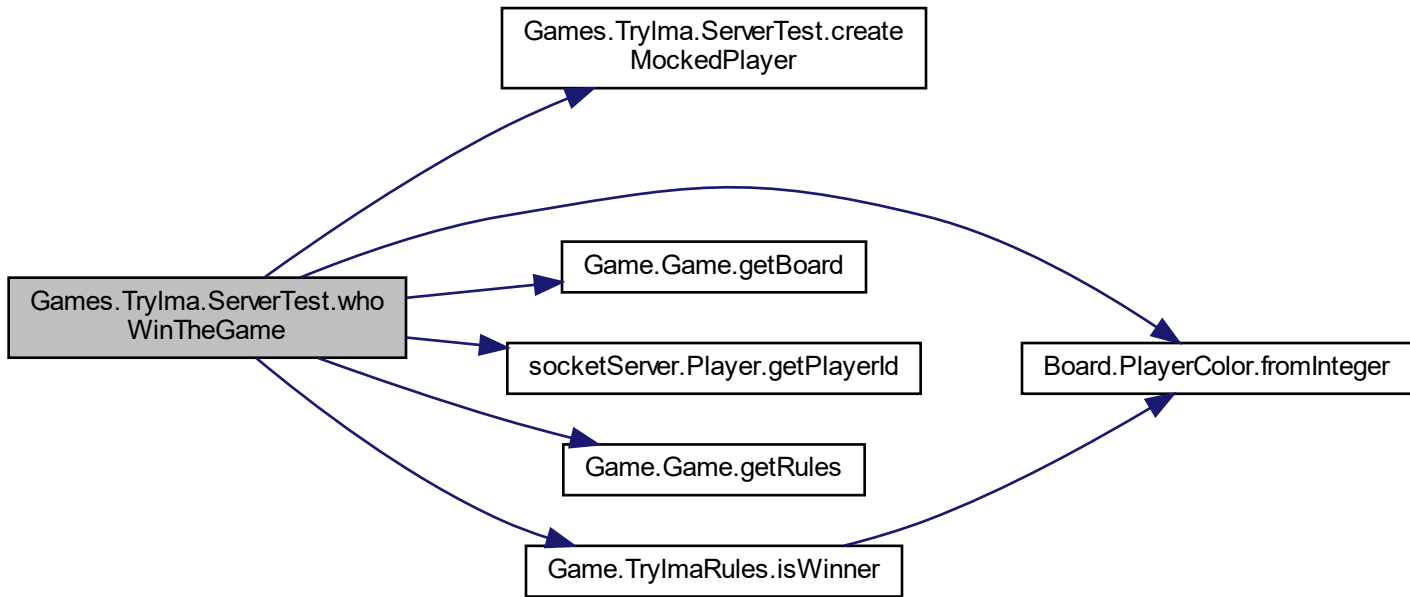 Games.Trylma.ServerTest.create
MockedPlayer
Games.Trylma.ServerTest.who
WinTheGame
Game.Game.getBoard
socketServer.Player.getPlayerId
Board.PlayerColor.fromInteger
Game.Game.getRules
Game.TrylmaRules.isWinner